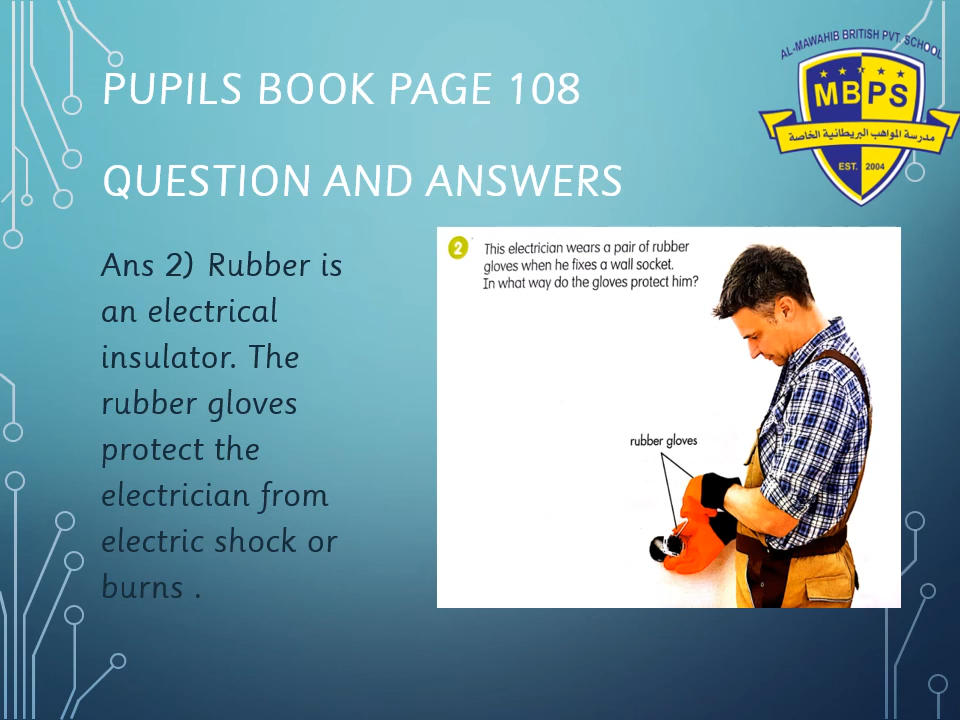 PUPILS BOOK PAGE 108
QUESTION AND ANSWERS
AL-MAWAHIB BRITISH PVT. SCHOOL
MBPS
مدرسة المواهب البريطانية الخاصة
EST. 2004
Ans 2) Rubber is
an electrical
insulator. The
rubber gloves
protect the
electrician from
electric shock or
burns .
2 This electrician wears a pair of rubber
gloves when he fixes a wall socket.
In what way do the gloves protect him?
rubber gloves